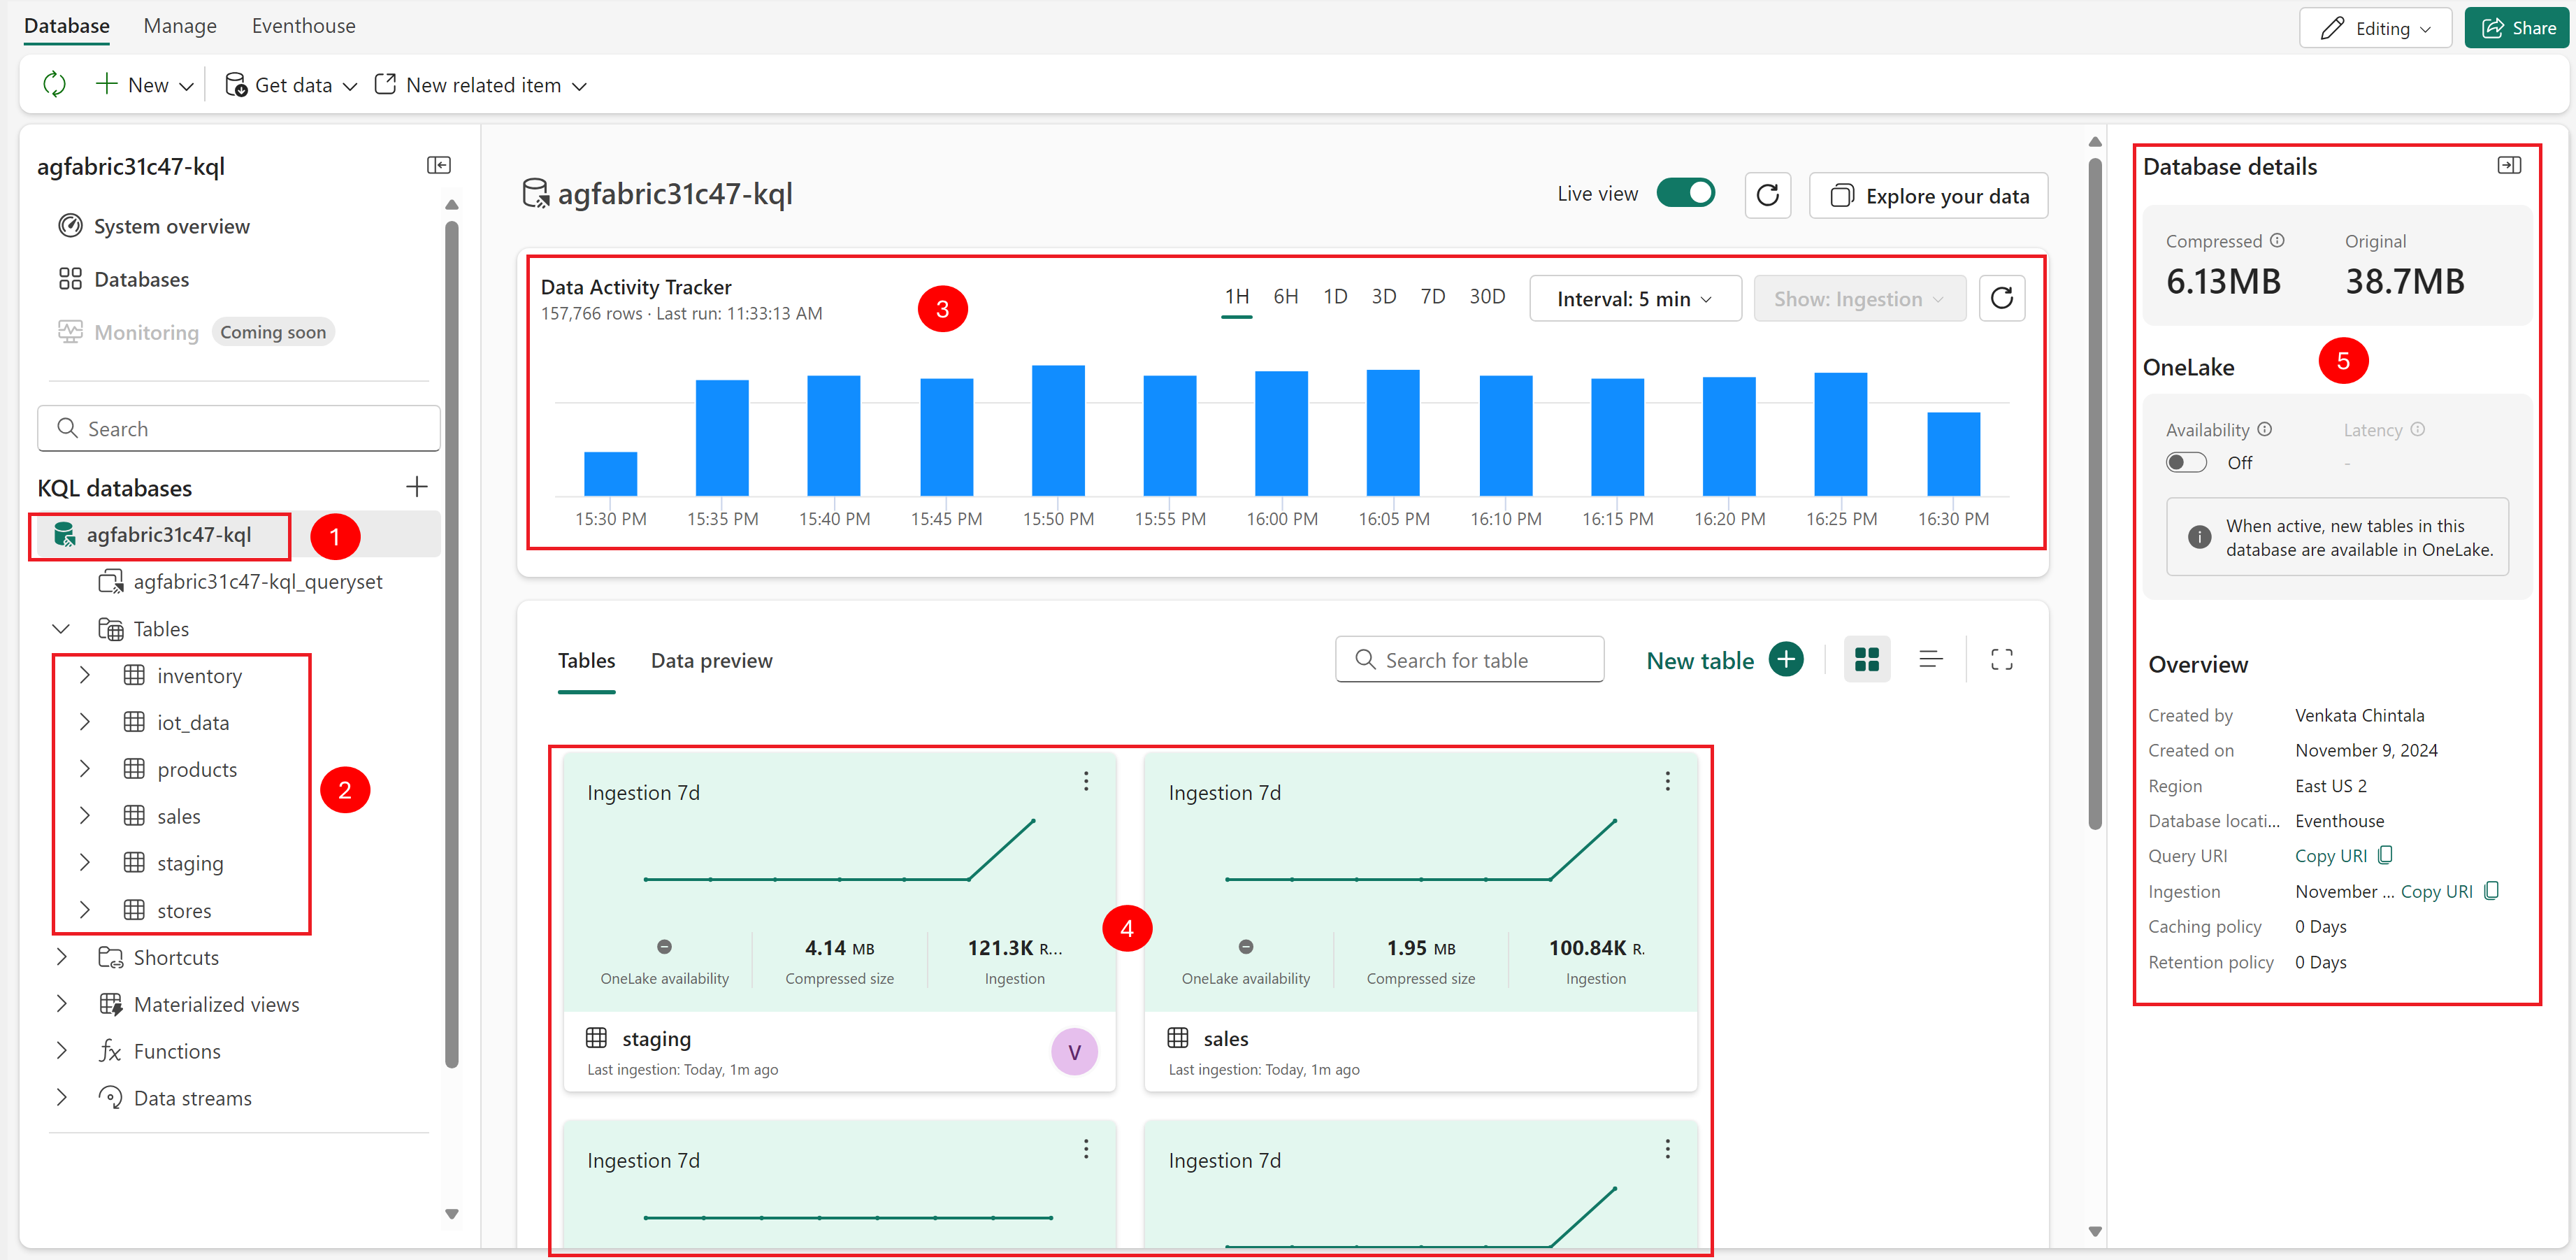 Database Manage Eventhouse
Editing Share
New Get data New related item
agfabric31c47-kql
System overview
Databases
Monitoring Coming soon
Search
KQL databases
agfabric31c47-kql
1
agfabric31c47-kql_queryset
Tables
inventory
iot_data
products
sales
staging
stores
2
Shortcuts
Materialized views
Functions
Data streams
agfabric31c47-kql
Live view
Explore your data
Data Activity Tracker
157,766 rows · Last run: 11:33:13 AM
3
1H 6H 1D 3D 7D 30D
Interval: 5 min
Show: Ingestion
15:30 PM 15:35 PM 15:40 PM 15:45 PM 15:50 PM 15:55 PM 16:00 PM 16:05 PM 16:10 PM 16:15 PM 16:20 PM 16:25 PM 16:30 PM
Tables Data preview
Search for table
New table
Ingestion 7d
4.14 MB 121.3K R...
OneLake availability Compressed size Ingestion
staging
V
Last ingestion: Today, 1m ago
4
Ingestion 7d
1.95 MB 100.84K R.
OneLake availability Compressed size Ingestion
sales
Last ingestion: Today, 1m ago
Ingestion 7d
Ingestion 7d
Database details
Compressed Original
6.13MB 38.7MB
OneLake
5
Availability Latency
Off -
When active, new tables in this
database are available in OneLake.
Overview
Created by Venkata Chintala
Created on November 9, 2024
Region East US 2
Database locati... Eventhouse
Query URI Copy URI
Ingestion November ... Copy URI
Caching policy 0 Days
Retention policy 0 Days